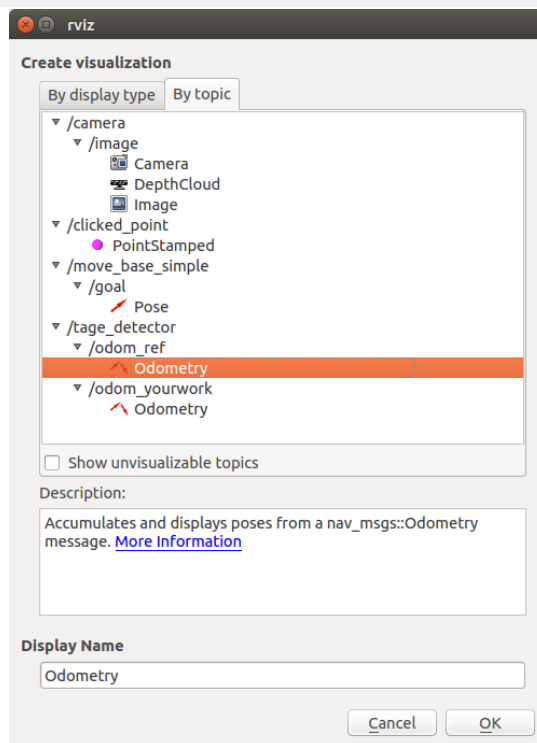 rviz
Create visualization
By display type By topic
/camera
/image
Camera
DepthCloud
Image
/clicked_point
PointStamped
/move_base_simple
/goal
Pose
/tage_detector
/odom_ref
Odometry
/odom_yourwork
Odometry
Show unvisualizable topics
Description:
Accumulates and displays poses from a nav_msgs::Odometry
message. More Information
Display Name
Odometry
Cancel OK